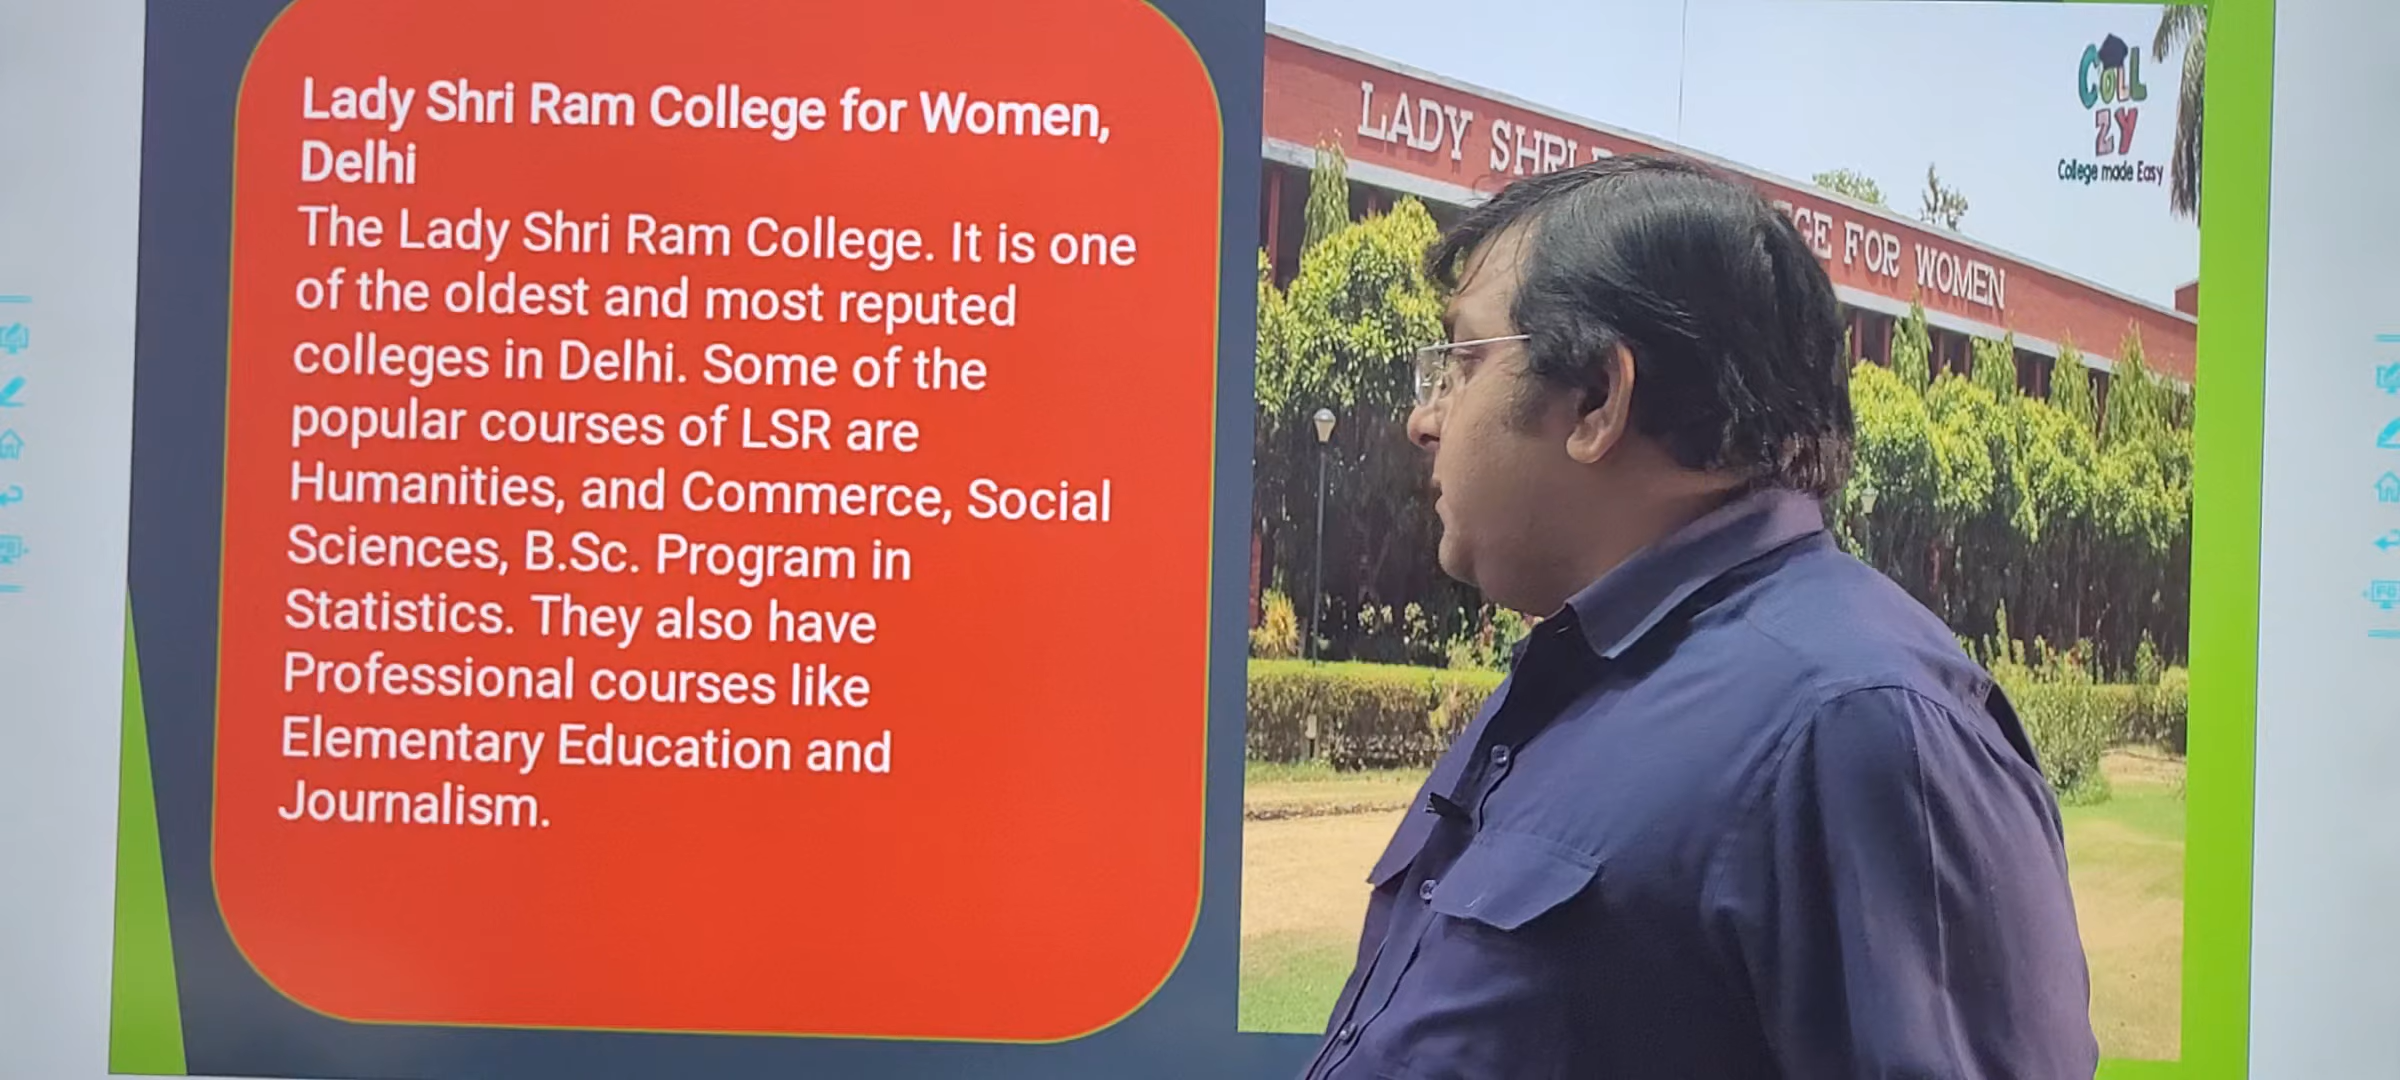 Lady Shri Ram College for Women,
Delhi
The Lady Shri Ram College. It is one
of the oldest and most reputed
colleges in Delhi. Some of the
popular courses of LSR are
Humanities, and Commerce, Social
Sciences, B.Sc. Program in
Statistics. They also have
Professional courses like
Elementary Education and
Journalism.
LADY SHRI FOR WOMEN
COLL
ZY
College made Easy